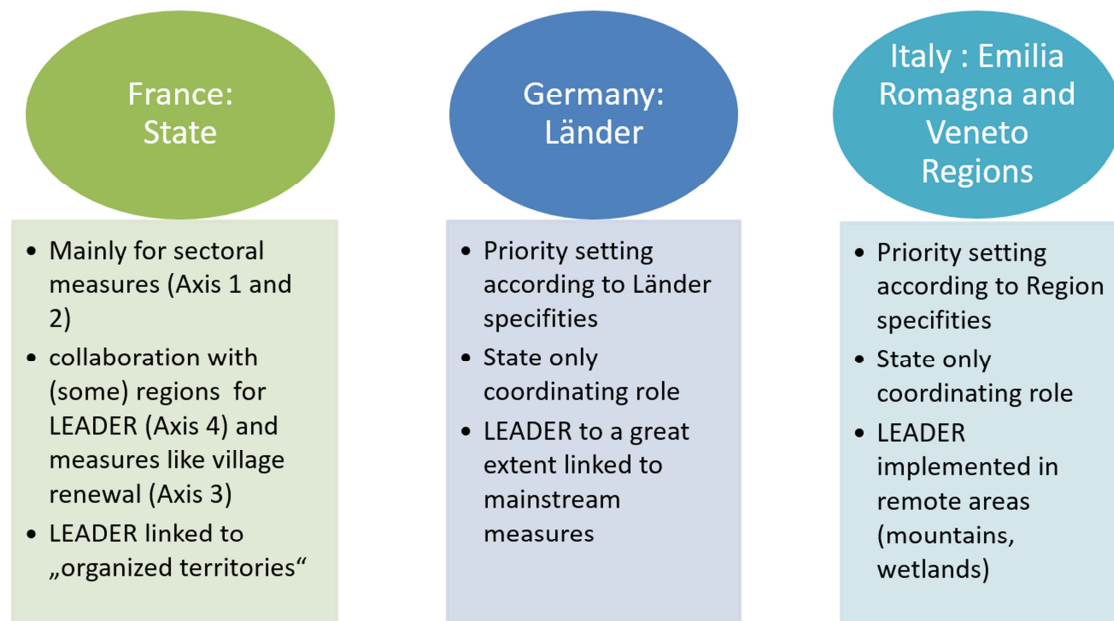 France:
State
• Mainly for sectoral
measures (Axis 1 and
2)
• collaboration with
(some) regions for
LEADER (Axis 4) and
measures like village
renewal (Axis 3)
• LEADER linked to
„organized territories“
Germany:
Länder
• Priority setting
according to Länder
specifities
• State only
coordinating role
• LEADER to a great
extent linked to
mainstream
measures
Italy : Emilia
Romagna and
Veneto
Regions
• Priority setting
according to Region
specifities
• State only
coordinating role
• LEADER
implemented in
remote areas
(mountains,
wetlands)